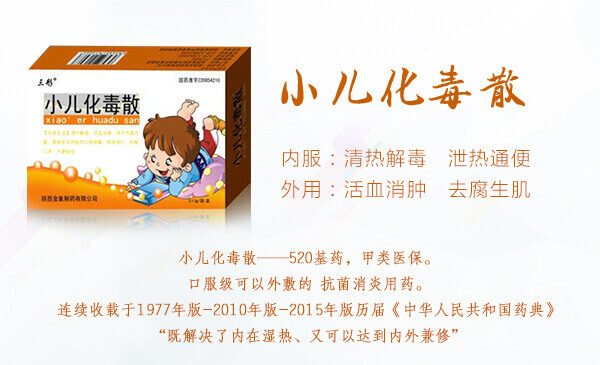 三彤®
国药准字Z20054210
小儿化毒散
xiao' er huadu san
陕西金象制药有限公司
小儿化毒散
内服：清热解毒 泄热通便
外用：活血消肿 去腐生肌
小儿化毒散——520基药，甲类医保。
口服级可以外敷的 抗菌消炎用药。
连续收载于1977年版-2010年版-2015年版历届《中华人民共和国药典》
“既解决了内在湿热、又可以达到内外兼修”